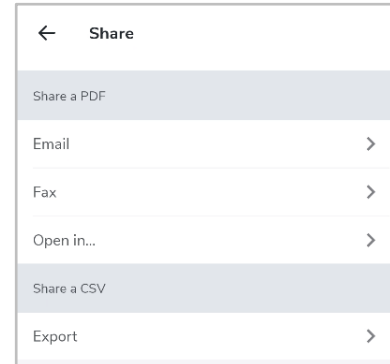 Share
Share a PDF
Email
Fax
Open in...
Share a CSV
Export